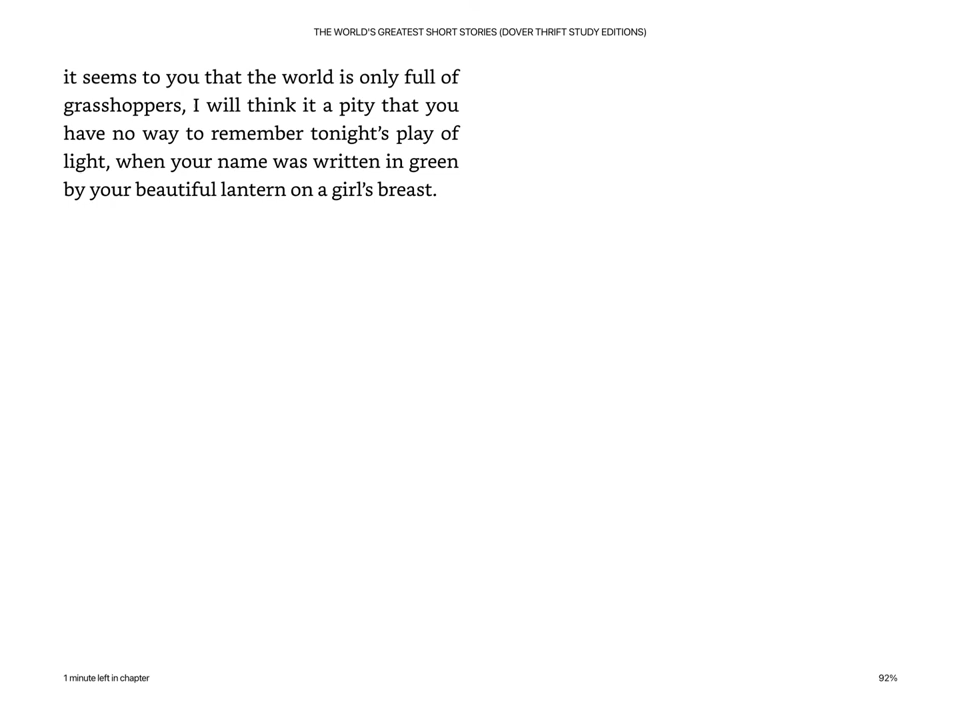 THE WORLD'S GREATEST SHORT STORIES (DOVER THRIFT STUDY EDITIONS)
it seems to you that the world is only full of
grasshoppers, I will think it a pity that you
have no way to remember tonight’s play of
light, when your name was written in green
by your beautiful lantern on a girl’s breast.
1 minute left in chapter
92%